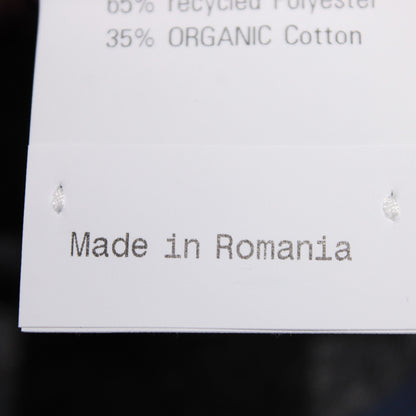 65% recycled Polyester
35% ORGANIC Cotton
Made in Romania